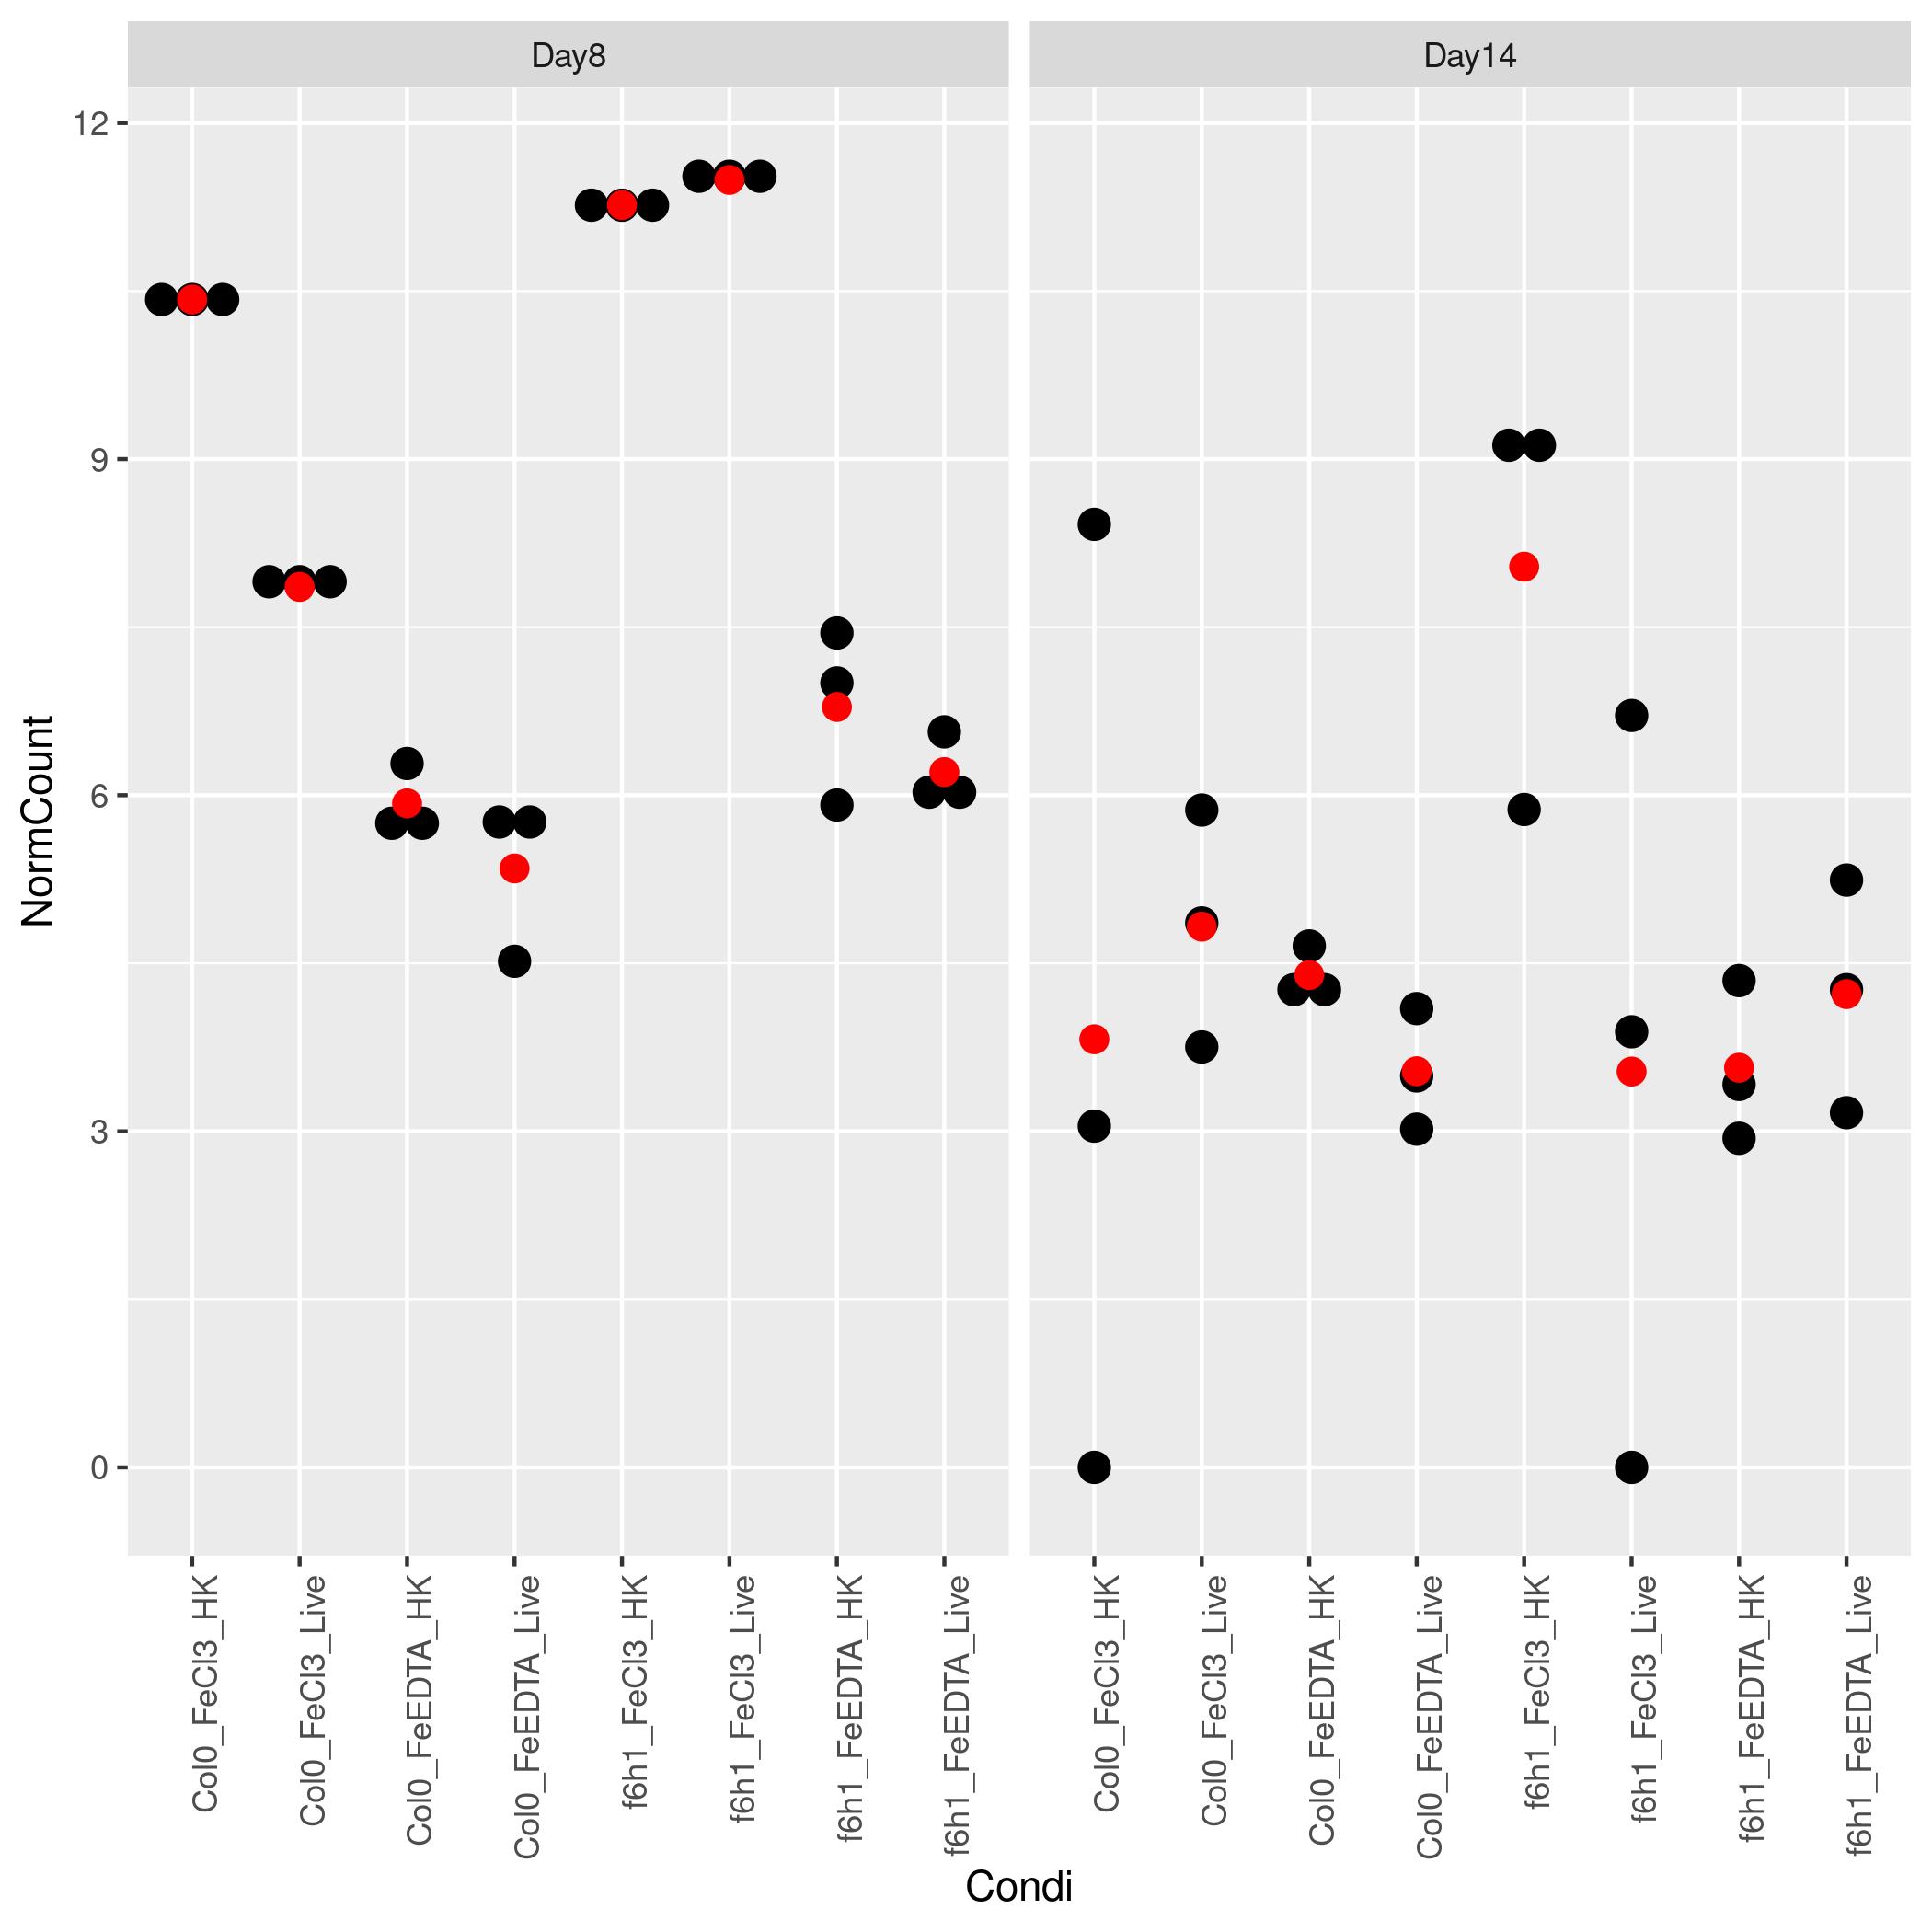 Day8
Day14
12
9
6
3
0
NormCount
Col0_FeCl3_HK
Col0_FeCl3_Live
Col0_FeEDTA_HK
Col0_FeEDTA_Live
f6h1_FeCl3_HK
f6h1_FeCl3_Live
f6h1_FeEDTA_HK
f6h1_FeEDTA_Live
Col0_FeCl3_HK
Col0_FeCl3_Live
Col0_FeEDTA_HK
Col0_FeEDTA_Live
f6h1_FeCl3_HK
f6h1_FeCl3_Live
f6h1_FeEDTA_HK
f6h1_FeEDTA_Live
Condi